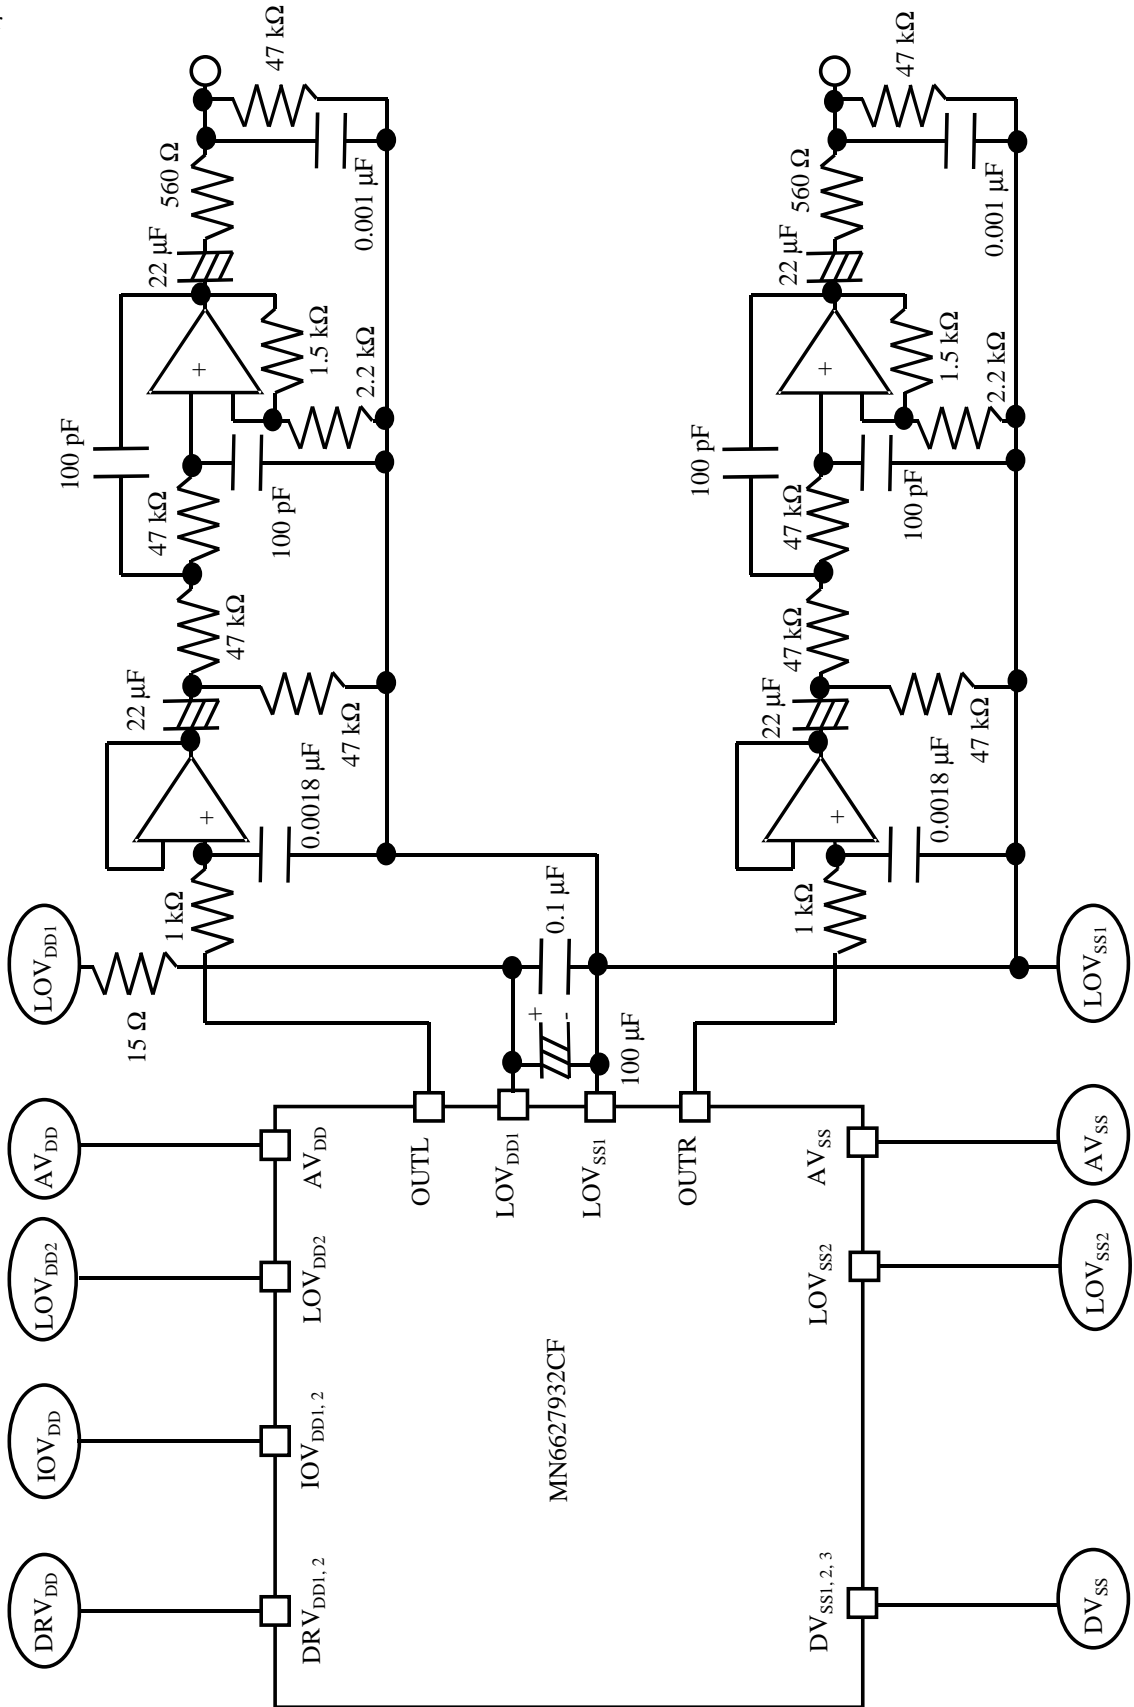 DRV_DD
IOV_DD
LOV_DD2
AV_DD
LOV_DD1
15 Ω
1 kΩ
+
22 µF
0.0018 µF
47 kΩ
47 kΩ
47 kΩ
100 pF
100 pF
+
1.5 kΩ
2.2 kΩ
22 µF
560 Ω
0.001 µF
47 kΩ
DRV_DD1, 2
IOV_DD1, 2
LOV_DD2
AV_DD
OUTL
LOV_DD1
LOV_SS1
OUTR
MN6627932CF
+
-
0.1 µF
100 µF
DV_SS1, 2, 3
LOV_SS2
AV_SS
1 kΩ
+
22 µF
0.0018 µF
47 kΩ
47 kΩ
47 kΩ
100 pF
100 pF
+
1.5 kΩ
2.2 kΩ
22 µF
560 Ω
0.001 µF
47 kΩ
DV_SS
LOV_SS2
AV_SS
LOV_SS1